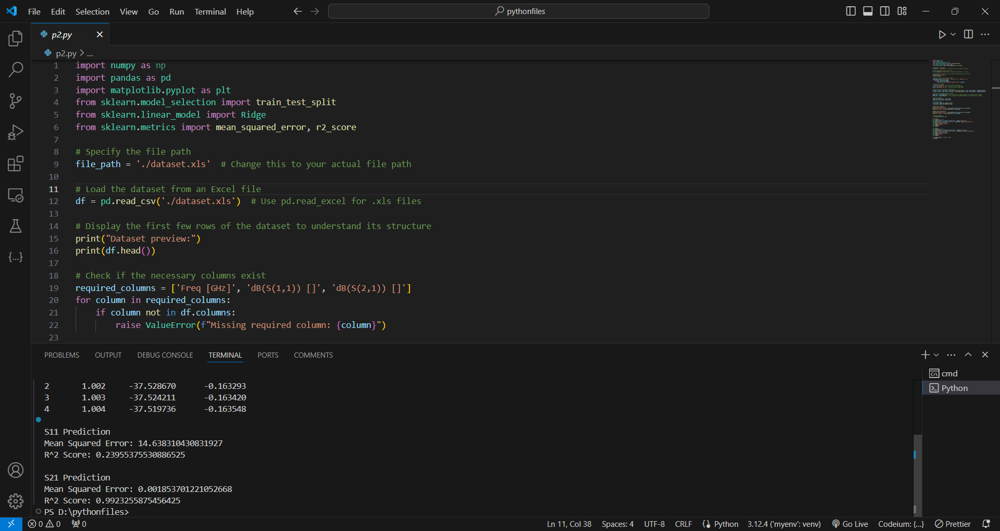 File Edit Selection View Go Run Terminal Help
pythonfiles
p2.py
p2.py > ...
1 import numpy as np
2 import pandas as pd
3 import matplotlib.pyplot as plt
4 from sklearn.model_selection import train_test_split
5 from sklearn.linear_model import Ridge
6 from sklearn.metrics import mean_squared_error, r2_score
7
8 # Specify the file path
9 file_path = './dataset.xls'  # Change this to your actual file path
10
11 # Load the dataset from an Excel file
12 df = pd.read_csv('./dataset.xls')  # Use pd.read_excel for .xls files
13
14 # Display the first few rows of the dataset to understand its structure
15 print("Dataset preview:")
16 print(df.head())
17
18 # Check if the necessary columns exist
19 required_columns = ['Freq [GHz]', 'dB(S(1,1)) []', 'dB(S(2,1)) []']
20 for column in required_columns:
21     if column not in df.columns:
22         raise ValueError(f"Missing required column: {column}")
23
PROBLEMS OUTPUT DEBUG CONSOLE TERMINAL PORTS COMMENTS
cmd
Python
2 1.002 -37.528670 -0.163293
3 1.003 -37.524211 -0.163420
4 1.004 -37.519736 -0.163548
S11 Prediction
Mean Squared Error: 14.638310430831927
R^2 Score: 0.23955375530886525
S21 Prediction
Mean Squared Error: 0.001853701221052668
R^2 Score: 0.9923255875456425
PS D:\pythonfiles>
0 0 0 Ln 11, Col 38 Spaces: 4 UTF-8 CRLF Python 3.12.4 ('myenv': venv) Go Live Codeium: {...} Prettier